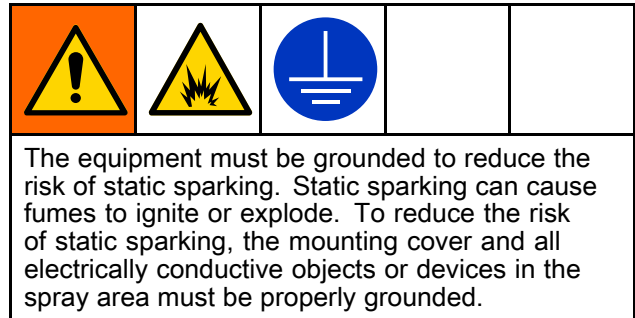 The equipment must be grounded to reduce the
risk of static sparking. Static sparking can cause
fumes to ignite or explode. To reduce the risk
of static sparking, the mounting cover and all
electrically conductive objects or devices in the
spray area must be properly grounded.